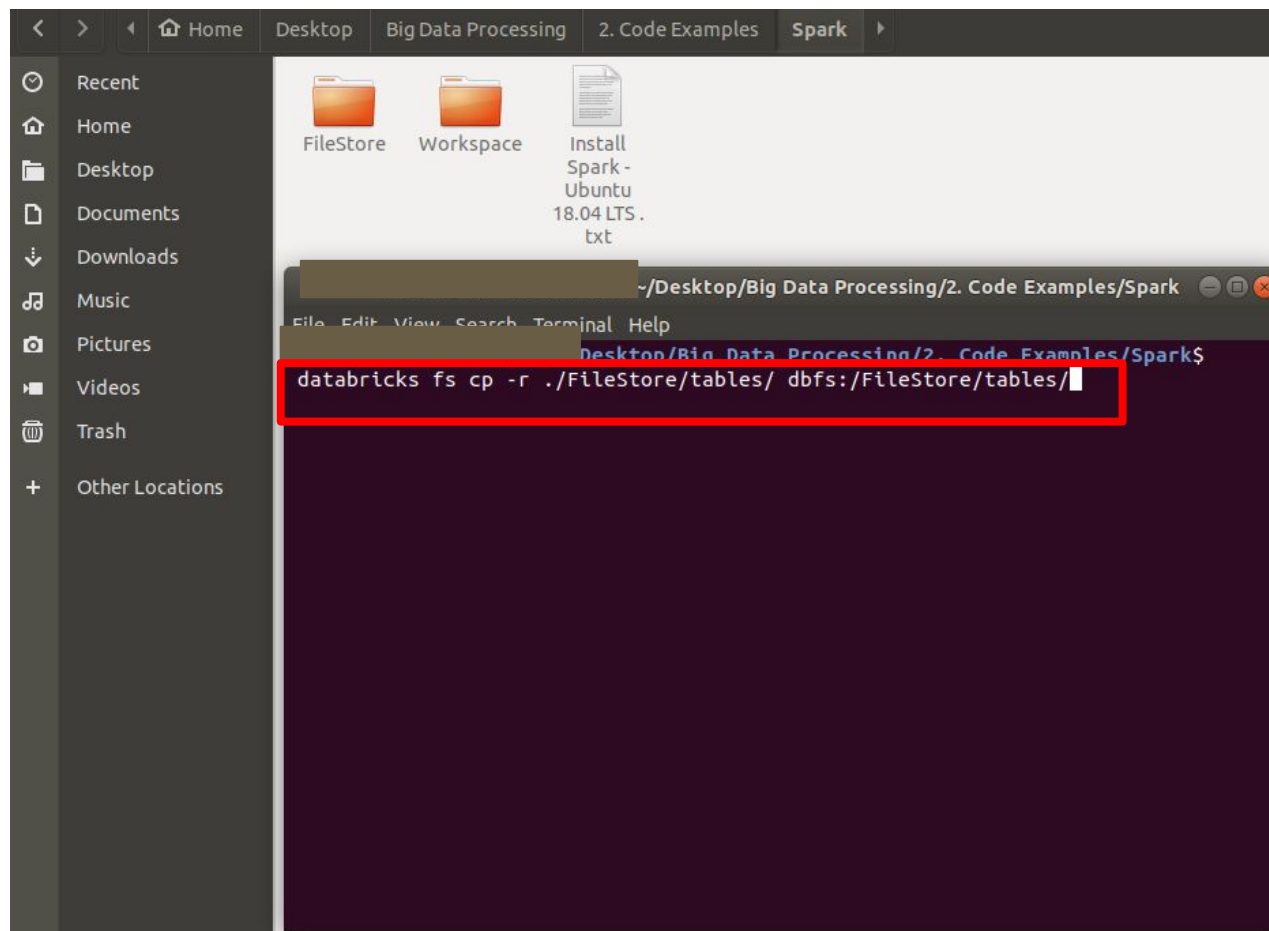 Home Desktop Big Data Processing 2. Code Examples Spark
Recent
Home
Desktop
Documents
Downloads
Music
Pictures
Videos
Trash
+ Other Locations
FileStore
Workspace
Install
Spark -
Ubuntu
18.04 LTS .
txt
~/Desktop/Big Data Processing/2. Code Examples/Spark
File Edit View Search Terminal Help
Desktop/Big Data Processing/2. Code Examples/Spark$
databricks fs cp -r ./FileStore/tables/ dbfs:/FileStore/tables/